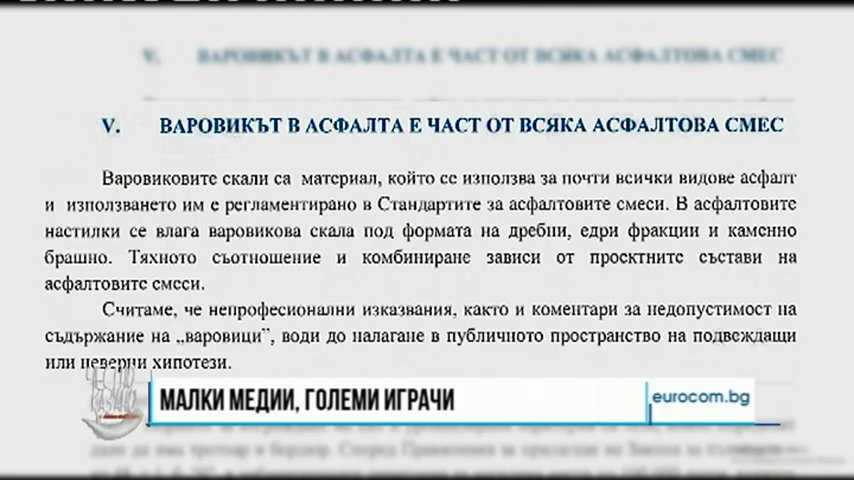 V. ВАРОВИКЪТ В АСФАЛТА Е ЧАСТ ОТ ВСЯКА АСФАЛТОВА СМЕС
V. ВАРОВИКЪТ В АСФАЛТА Е ЧАСТ ОТ ВСЯКА АСФАЛТОВА СМЕС
Варовиковите скали са материал, който се използва за почти всички видове асфалт
и използването им е регламентирано в Стандартите за асфалтовите смеси. В асфалтовите
настилки се влага варовикова скала под формата на дребни, едри фракции и каменно
брашно. Тяхното съотношение и комбиниране зависи от проектните състави на
асфалтовите смеси.
Считаме, че непрофесионални изказвания, както и коментари за недопустимост на
съдържание на „варовици”, води до налагане в публичното пространство на подвеждащи
или неверни хипотези.
МАЛКИ МЕДИИ, ГОЛЕМИ ИГРАЧИ
eurocom.bg